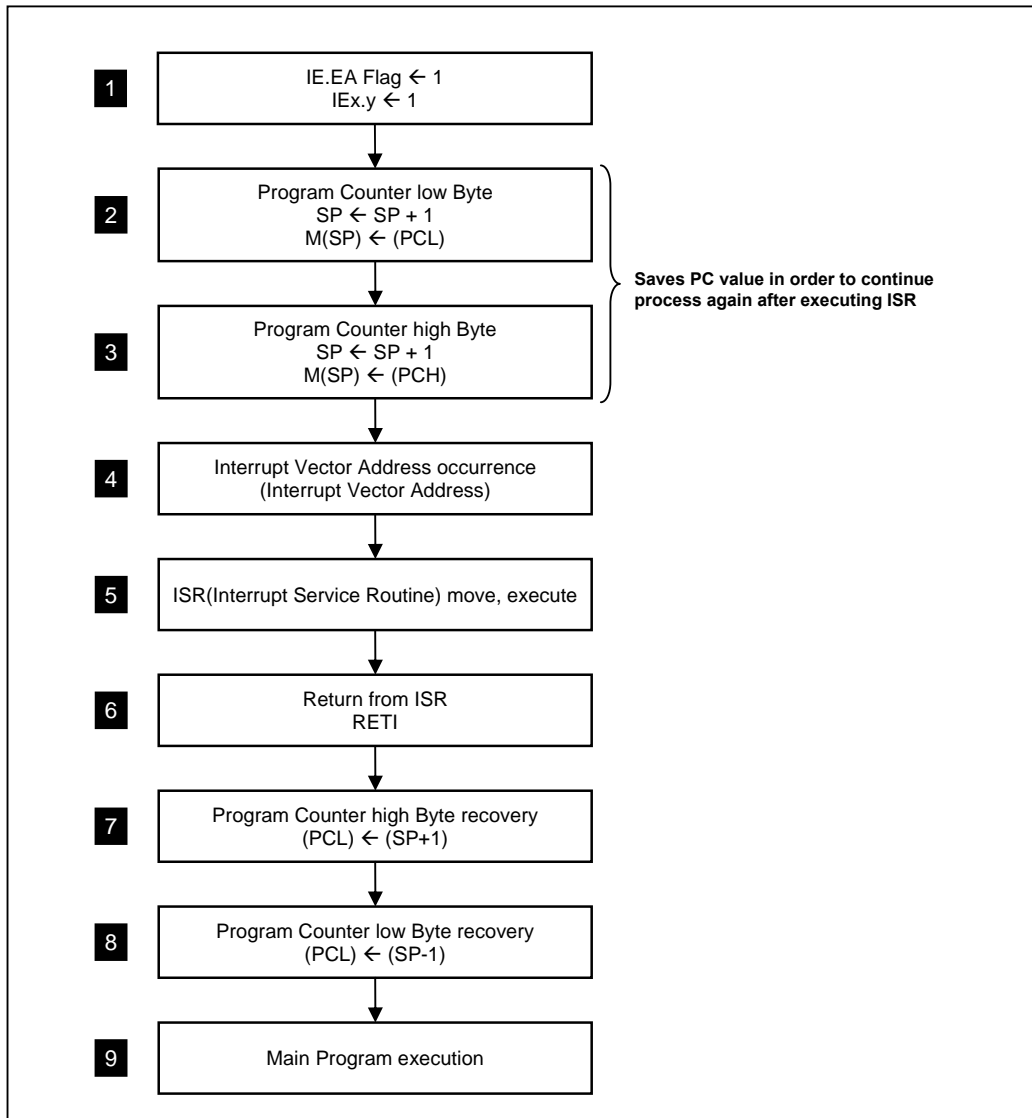 1
IE.EA Flag ← 1
IEx.y ← 1
2
Program Counter low Byte
SP ← SP + 1
M(SP) ← (PCL)
Saves PC value in order to continue
process again after executing ISR
3
Program Counter high Byte
SP ← SP + 1
M(SP) ← (PCH)
4
Interrupt Vector Address occurrence
(Interrupt Vector Address)
5
ISR(Interrupt Service Routine) move, execute
6
Return from ISR
RETI
7
Program Counter high Byte recovery
(PCL) ← (SP+1)
8
Program Counter low Byte recovery
(PCL) ← (SP-1)
9
Main Program execution